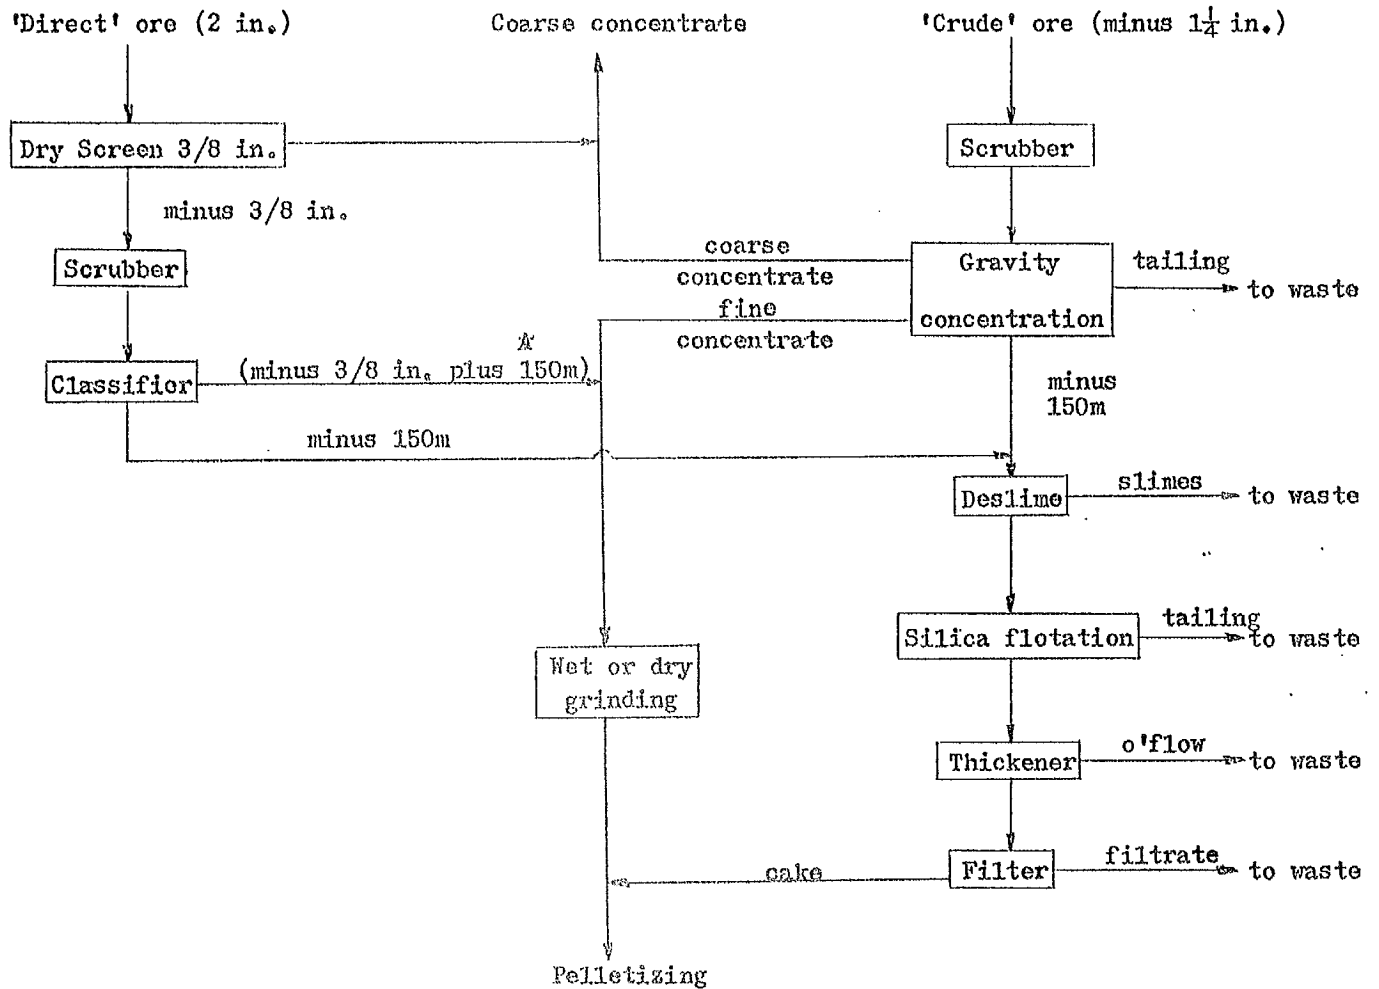 'Direct' ore (2 in.)
Coarse concentrate
'Crude' ore (minus 1 1/4 in.)
Dry Screen 3/8 in.
Scrubber
minus 3/8 in.
coarse
concentrate
Gravity
concentration
tailing
to waste
Scrubber
fine
concentrate
Classifier
(minus 3/8 in. plus 150m)
minus
150m
minus 150m
Deslime
slimes
to waste
Silica flotation
tailing
to waste
Wet or dry
grinding
Thickener
o'flow
to waste
cake
Filter
filtrate
to waste
Pelletizing